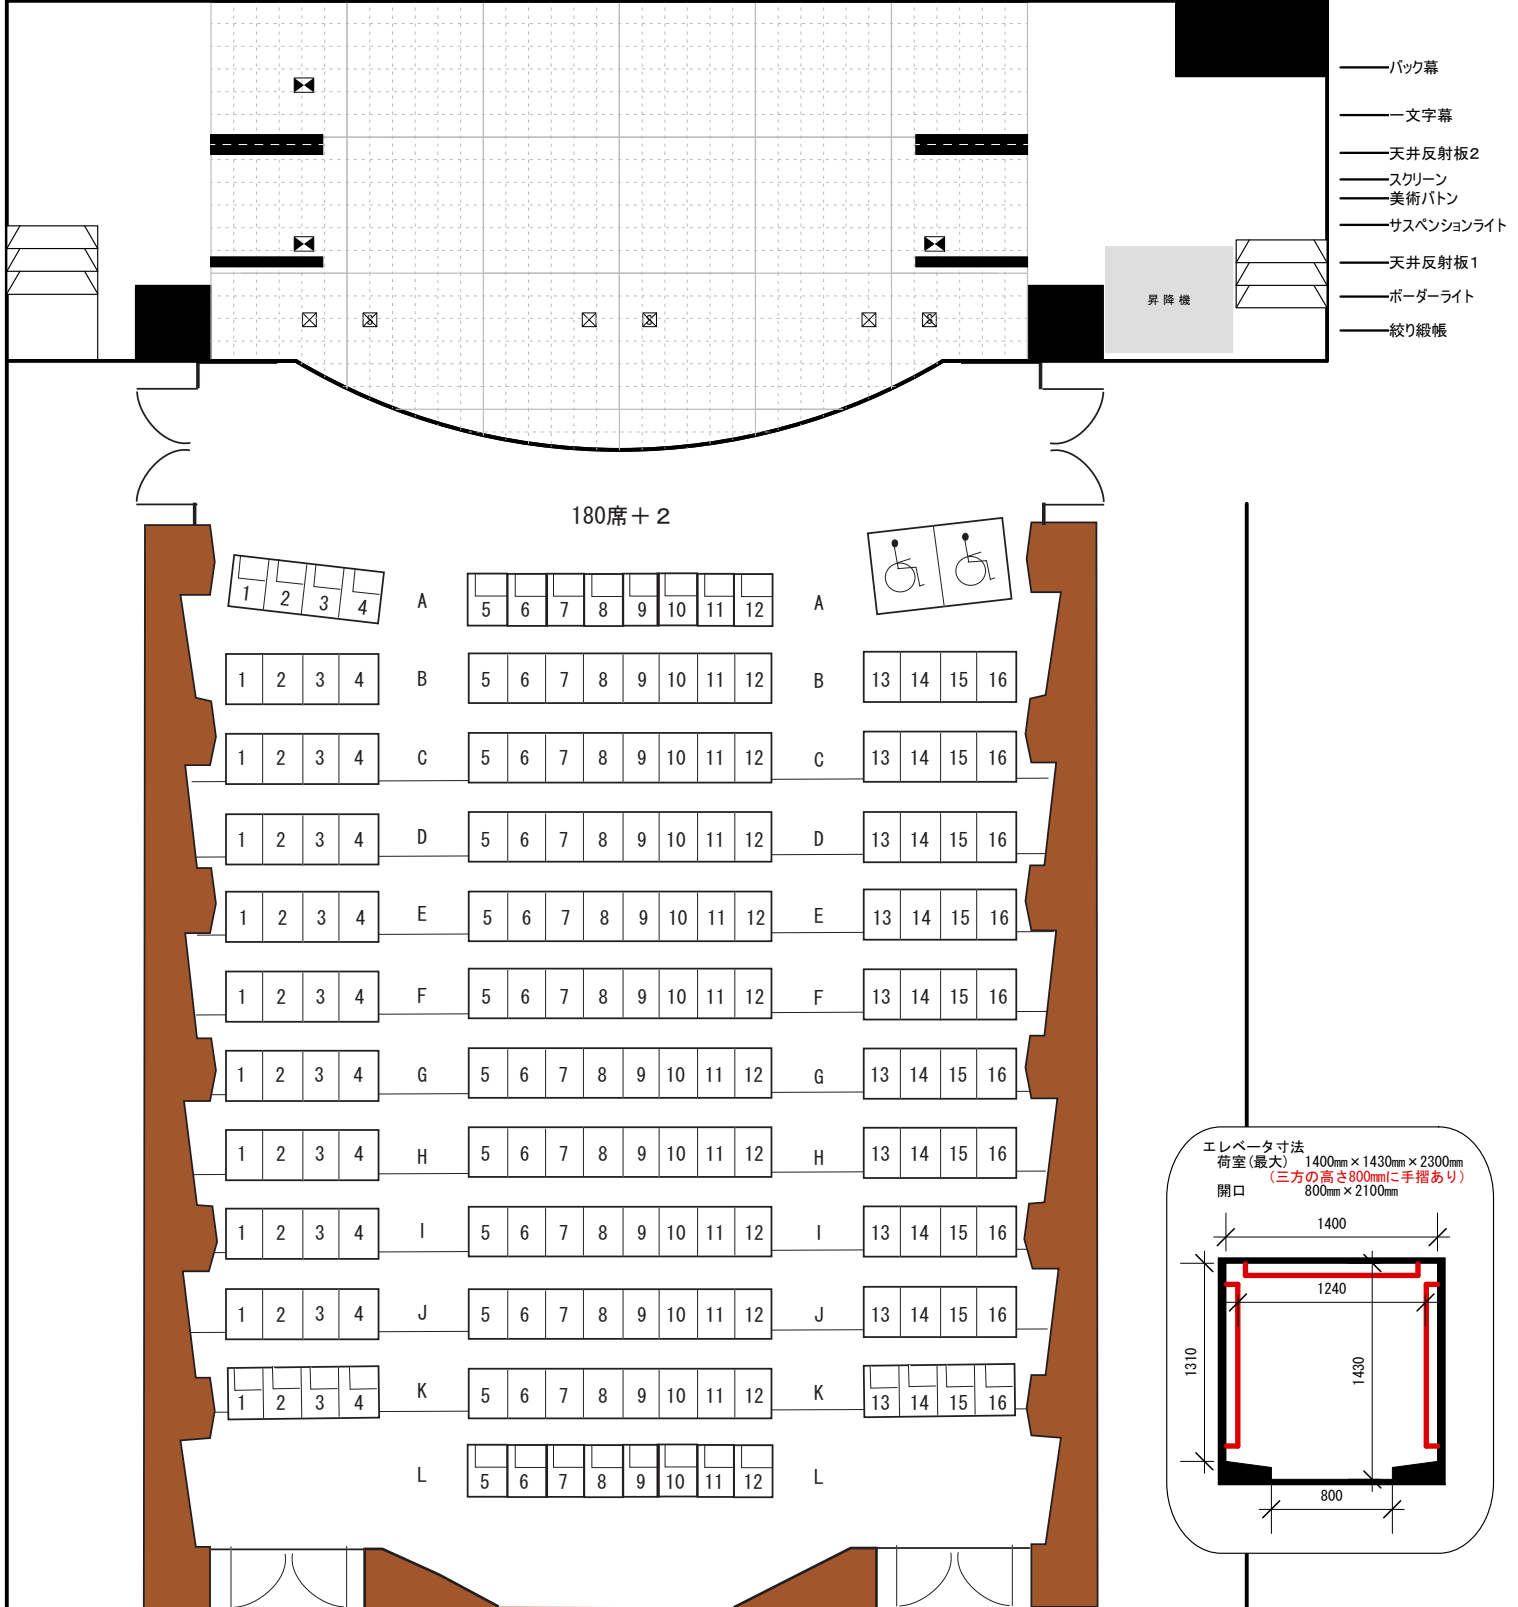 バック幕
一文字幕
天井反射板2
スクリーン
美術バトン
サスペンションライト
天井反射板1
ボーダーライト
絞り緞帳
昇降機
S S S
180席＋2
1 2 3 4 A 5 6 7 8 9 10 11 12 A
1 2 3 4 B 5 6 7 8 9 10 11 12 B 13 14 15 16
1 2 3 4 C 5 6 7 8 9 10 11 12 C 13 14 15 16
1 2 3 4 D 5 6 7 8 9 10 11 12 D 13 14 15 16
1 2 3 4 E 5 6 7 8 9 10 11 12 E 13 14 15 16
1 2 3 4 F 5 6 7 8 9 10 11 12 F 13 14 15 16
1 2 3 4 G 5 6 7 8 9 10 11 12 G 13 14 15 16
1 2 3 4 H 5 6 7 8 9 10 11 12 H 13 14 15 16
1 2 3 4 I 5 6 7 8 9 10 11 12 I 13 14 15 16
1 2 3 4 J 5 6 7 8 9 10 11 12 J 13 14 15 16
1 2 3 4 K 5 6 7 8 9 10 11 12 K 13 14 15 16
L 5 6 7 8 9 10 11 12 L
エレベータ寸法
荷室(最大) 1400mm×1430mm×2300mm
(三方の高さ800mmに手摺あり)
開口 800mm×2100mm
1400
1240
1310
1430
800